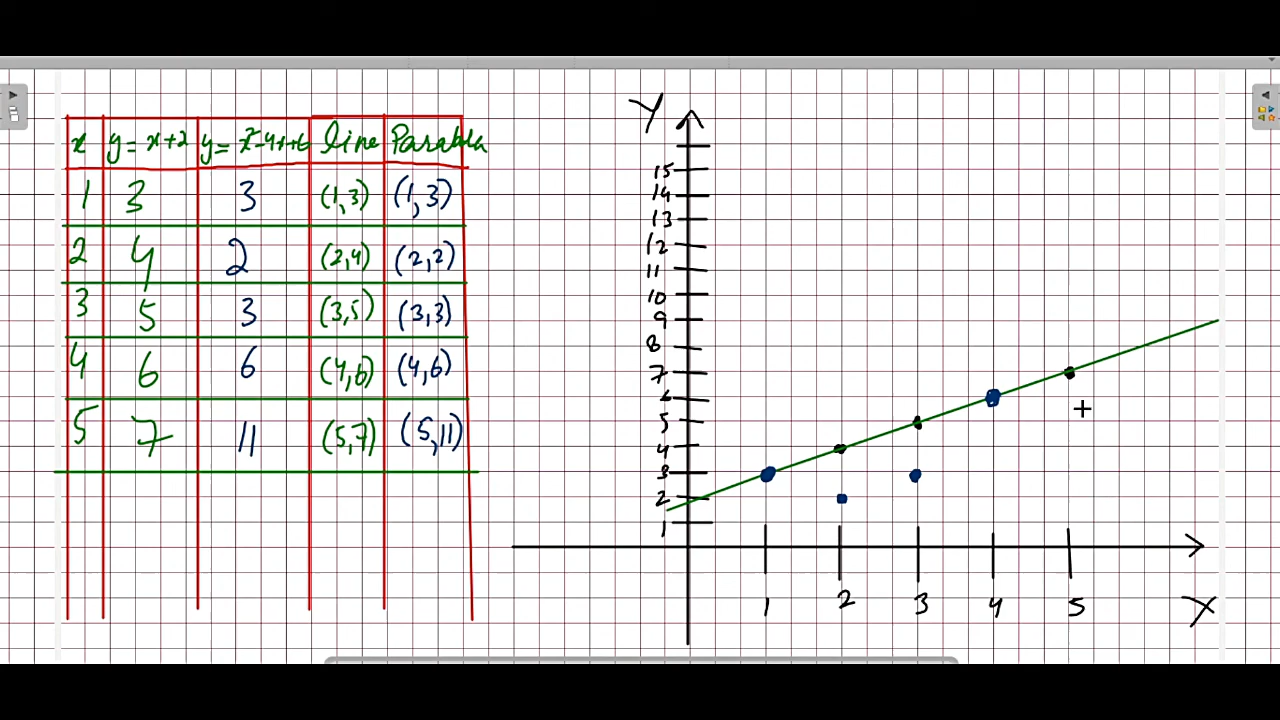 x y=x+2 y=x²-4x+6 line Parabola
1 3 3 (1,3) (1,3)
2 4 2 (2,4) (2,2)
3 5 3 (3,5) (3,3)
4 6 6 (4,6) (4,6)
5 7 11 (5,7) (5,11)
Y
15
14
13
12
11
10
9
8
7
6
5
4
3
2
1
1 2 3 4 5 X